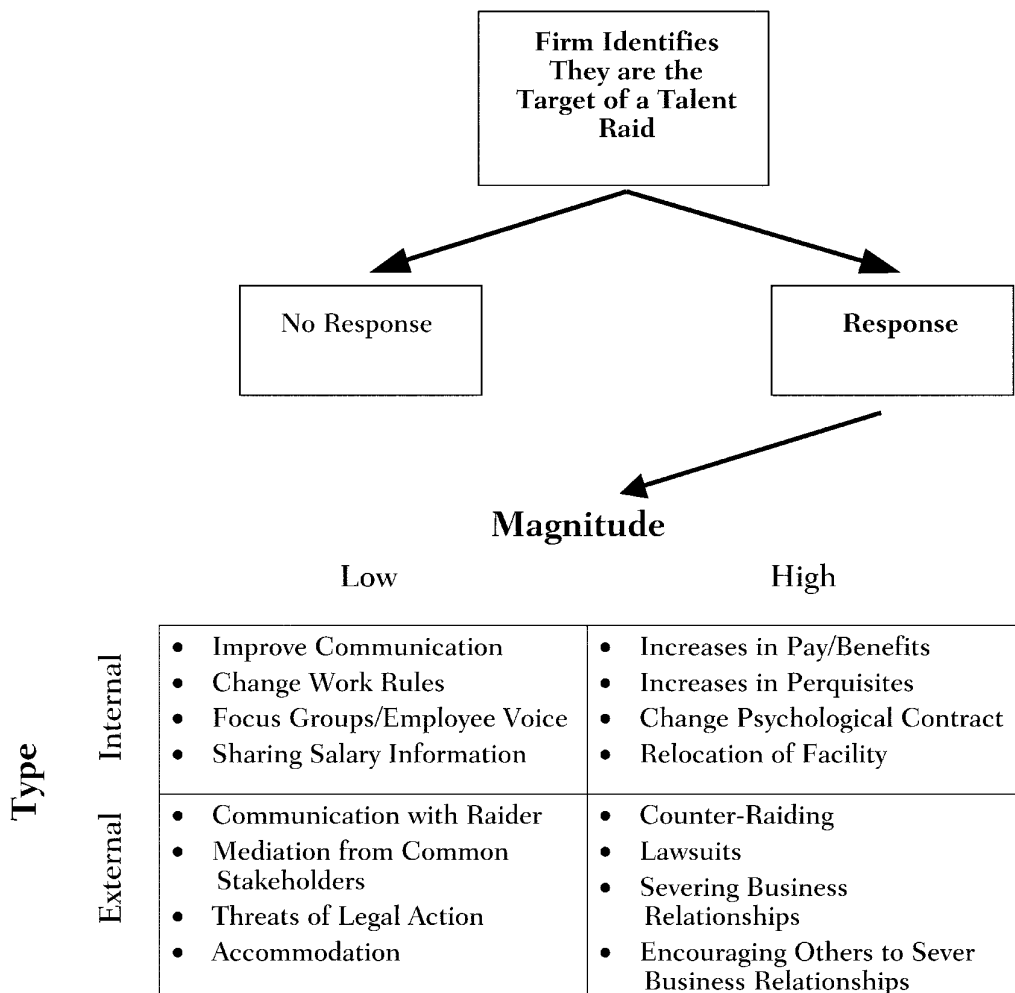 Firm Identifies
They are the
Target of a Talent
Raid
No Response
Response
Magnitude
Low
High
Type
Internal
• Improve Communication
• Change Work Rules
• Focus Groups/Employee Voice
• Sharing Salary Information
• Increases in Pay/Benefits
• Increases in Perquisites
• Change Psychological Contract
• Relocation of Facility
External
• Communication with Raider
• Mediation from Common
Stakeholders
• Threats of Legal Action
• Accommodation
• Counter-Raiding
• Lawsuits
• Severing Business
Relationships
• Encouraging Others to Sever
Business Relationships